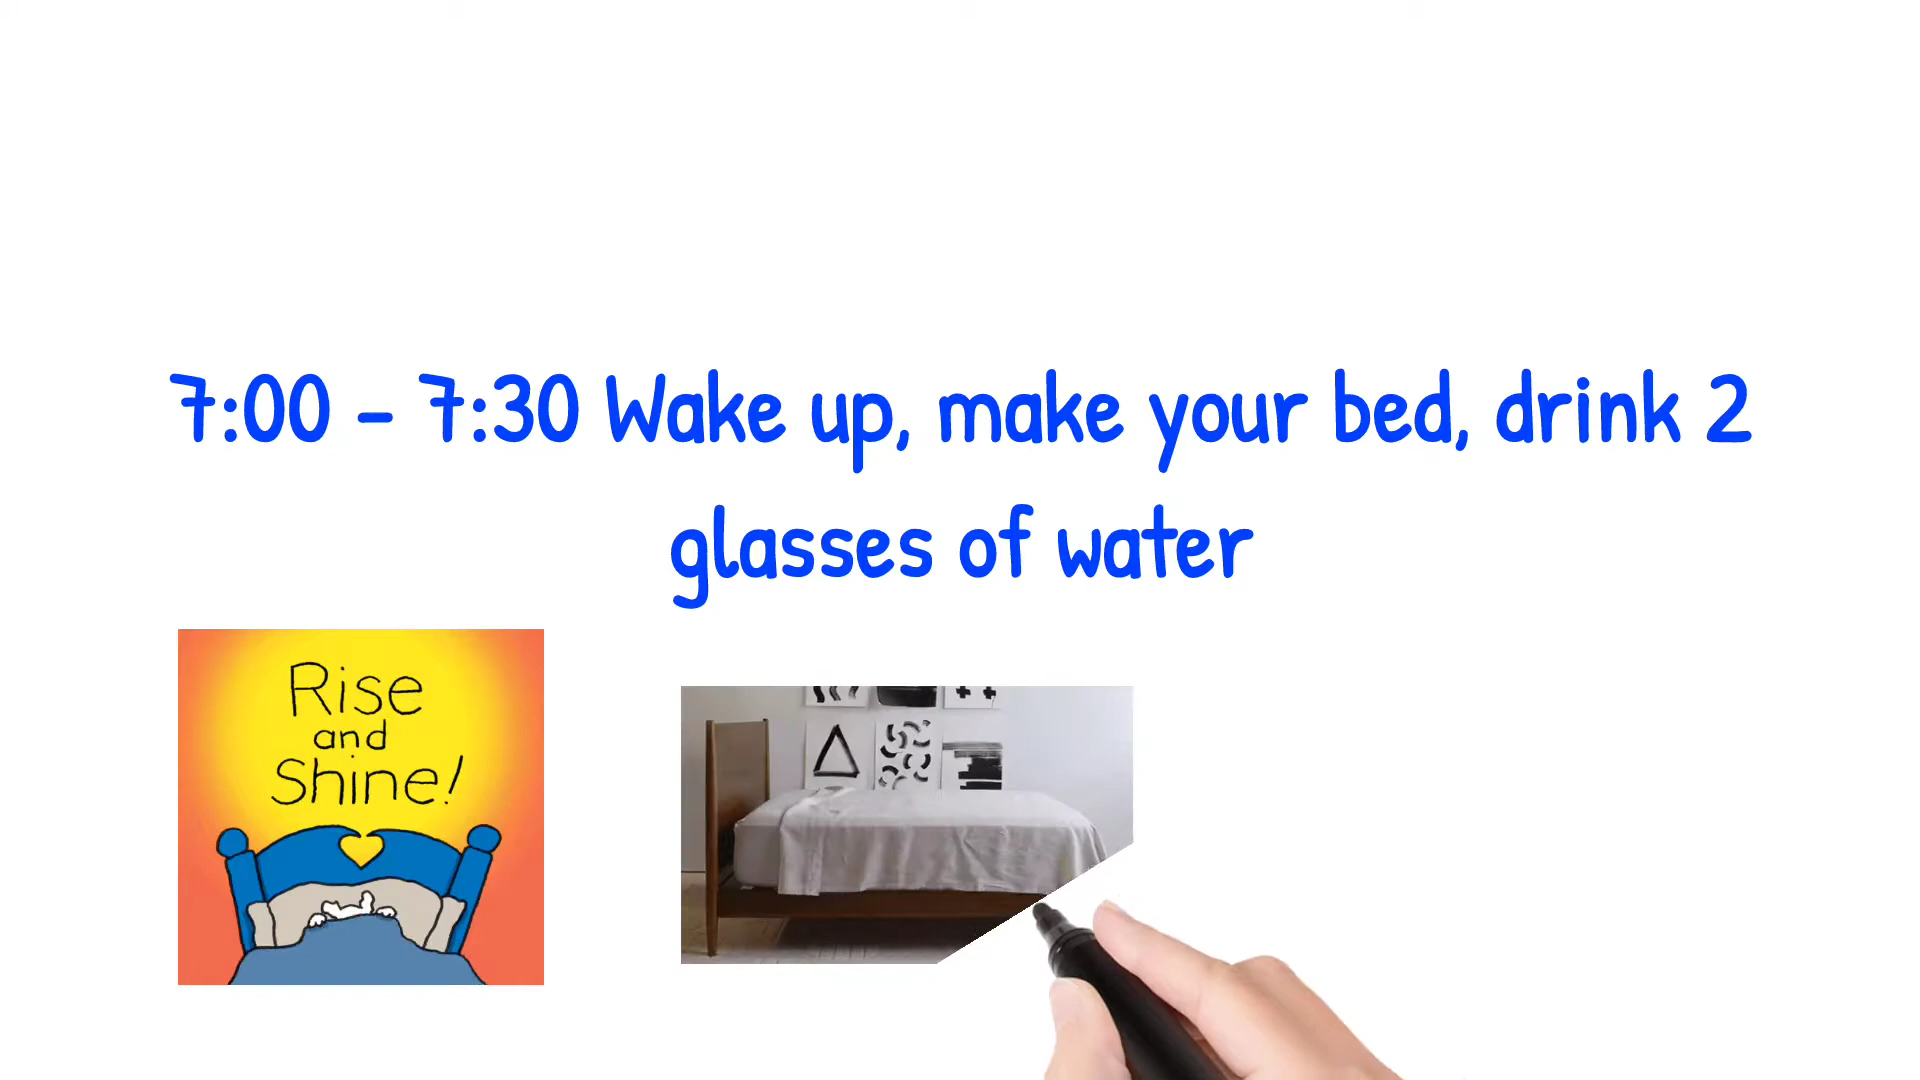 7:00 - 7:30 Wake up, make your bed, drink 2
glasses of water
Rise
and
Shine!